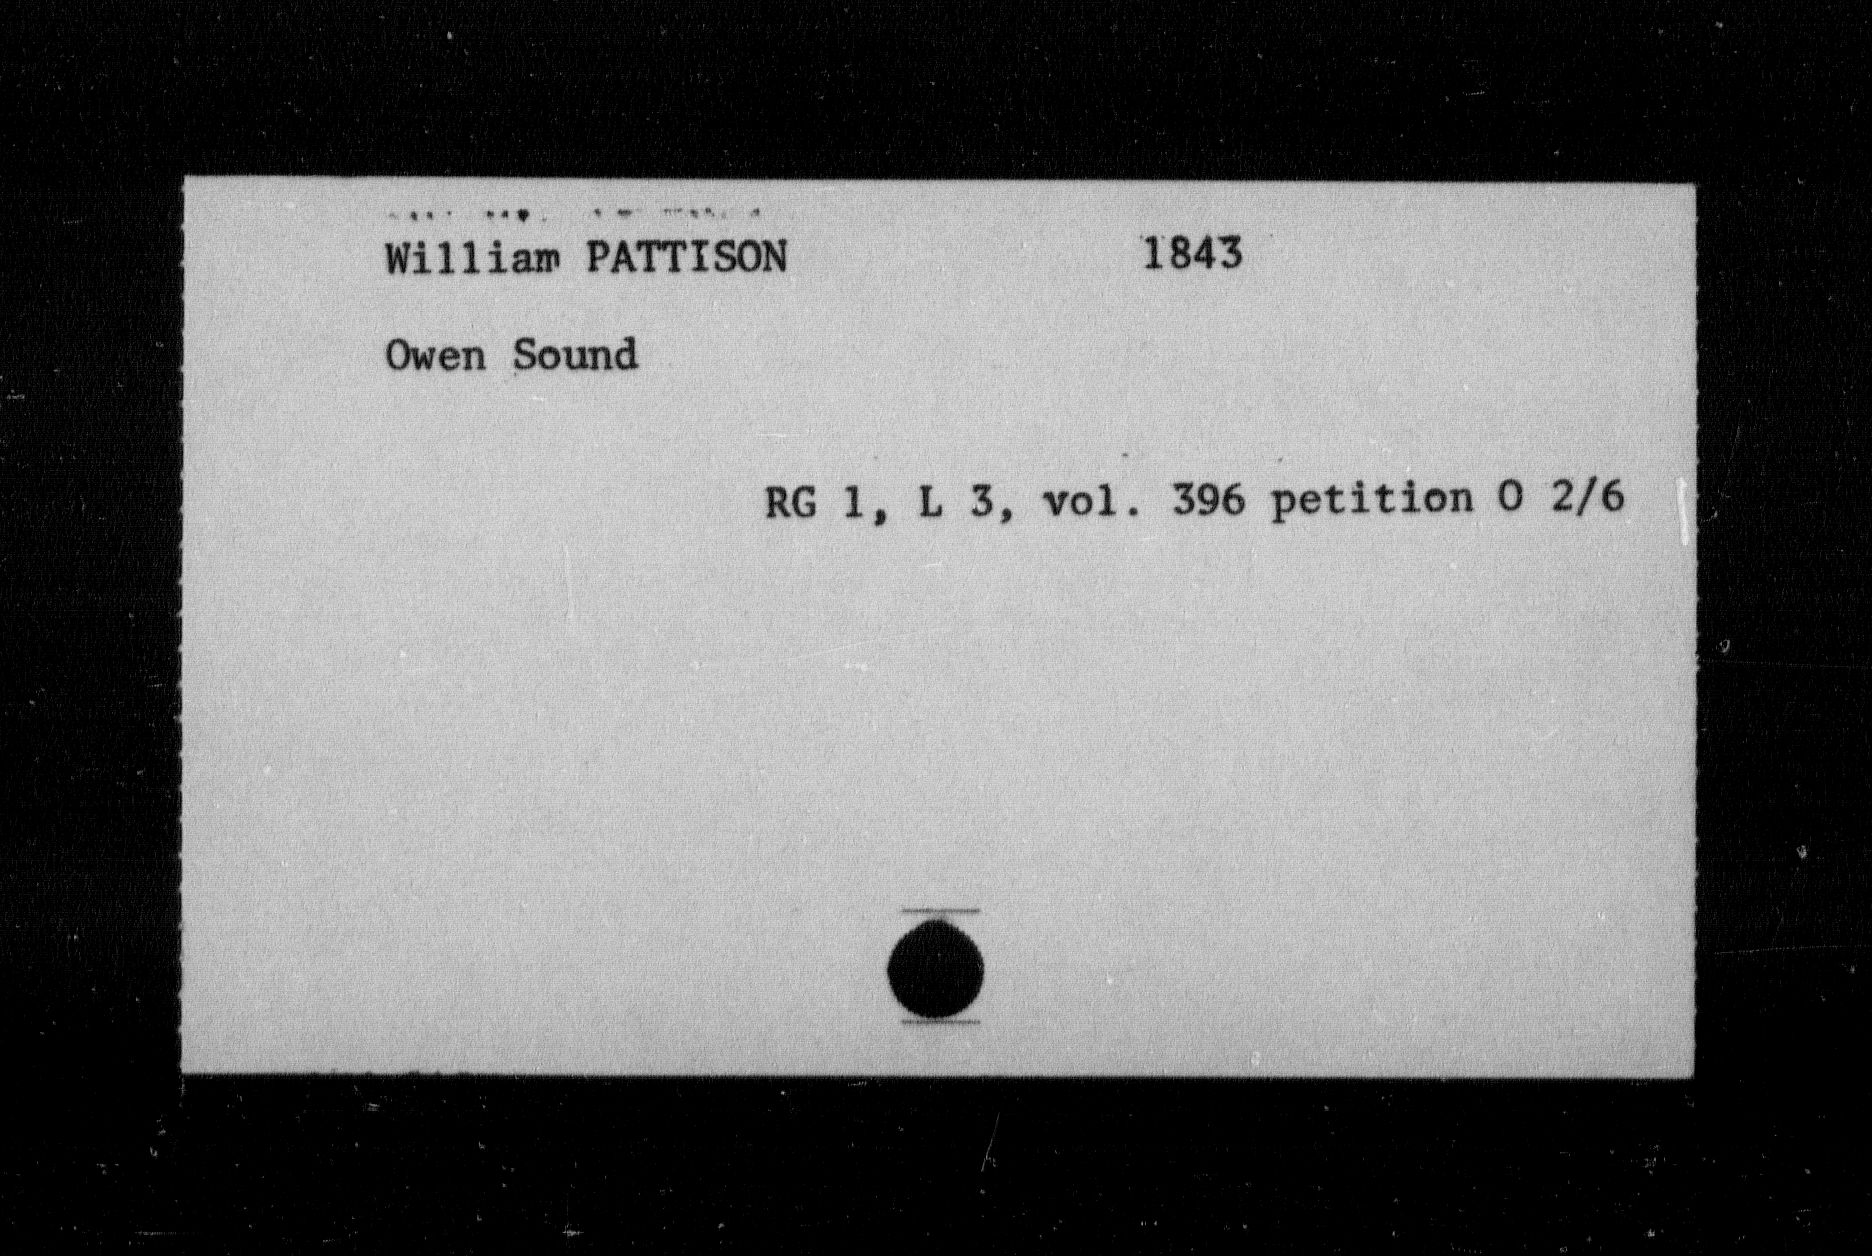 William PATTISON 1843
Owen Sound
RG 1, L 3, vol. 396 petition O 2/6